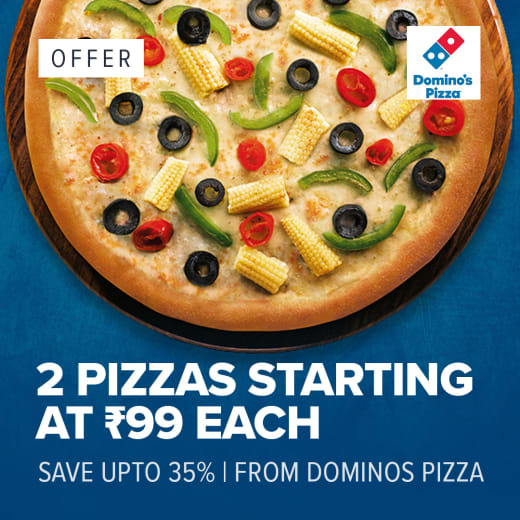 OFFER
Domino's
Pizza
2 PIZZAS STARTING
AT ₹99 EACH
SAVE UPTO 35% | FROM DOMINOS PIZZA